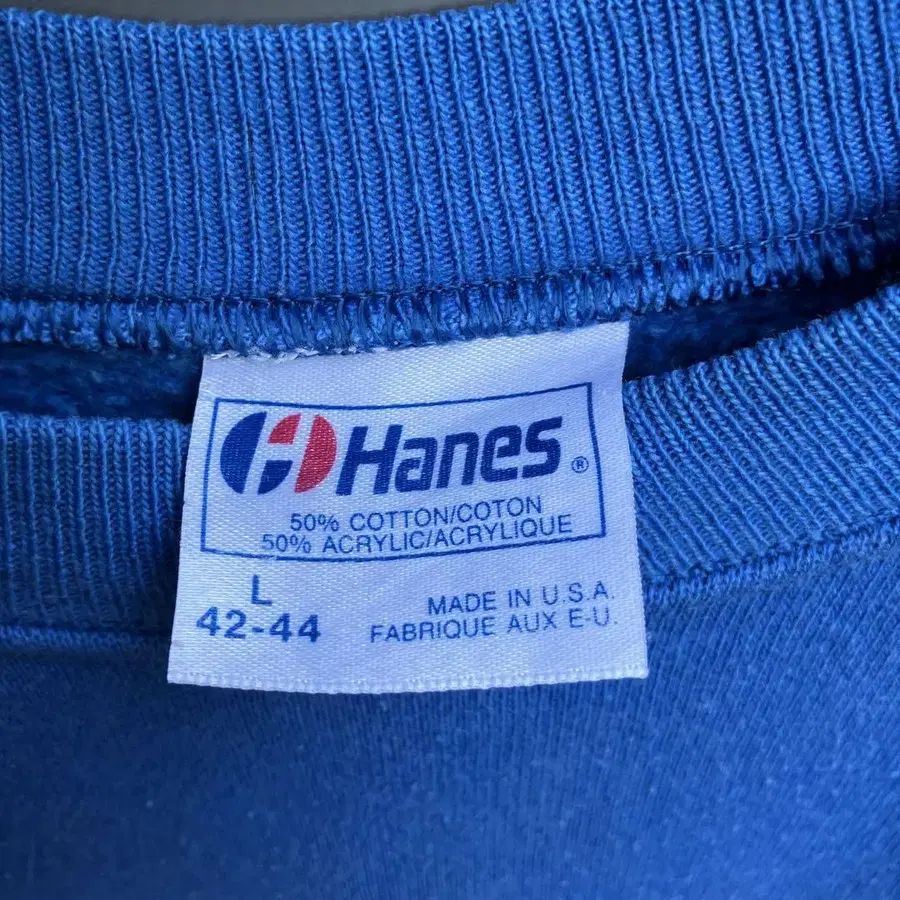 Hanes ®
50% COTTON/COTON
50% ACRYLIC/ACRYLIQUE
L
42-44
MADE IN U.S.A.
FABRIQUE AUX E-U.